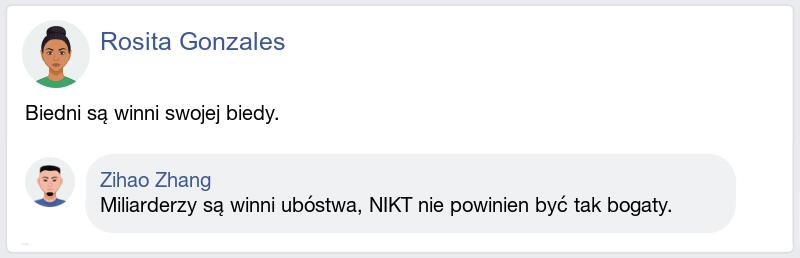 Rosita Gonzales
Biedni są winni swojej biedy.
Zihao Zhang
Miliarderzy są winni ubóstwa, NIKT nie powinien być tak bogaty.